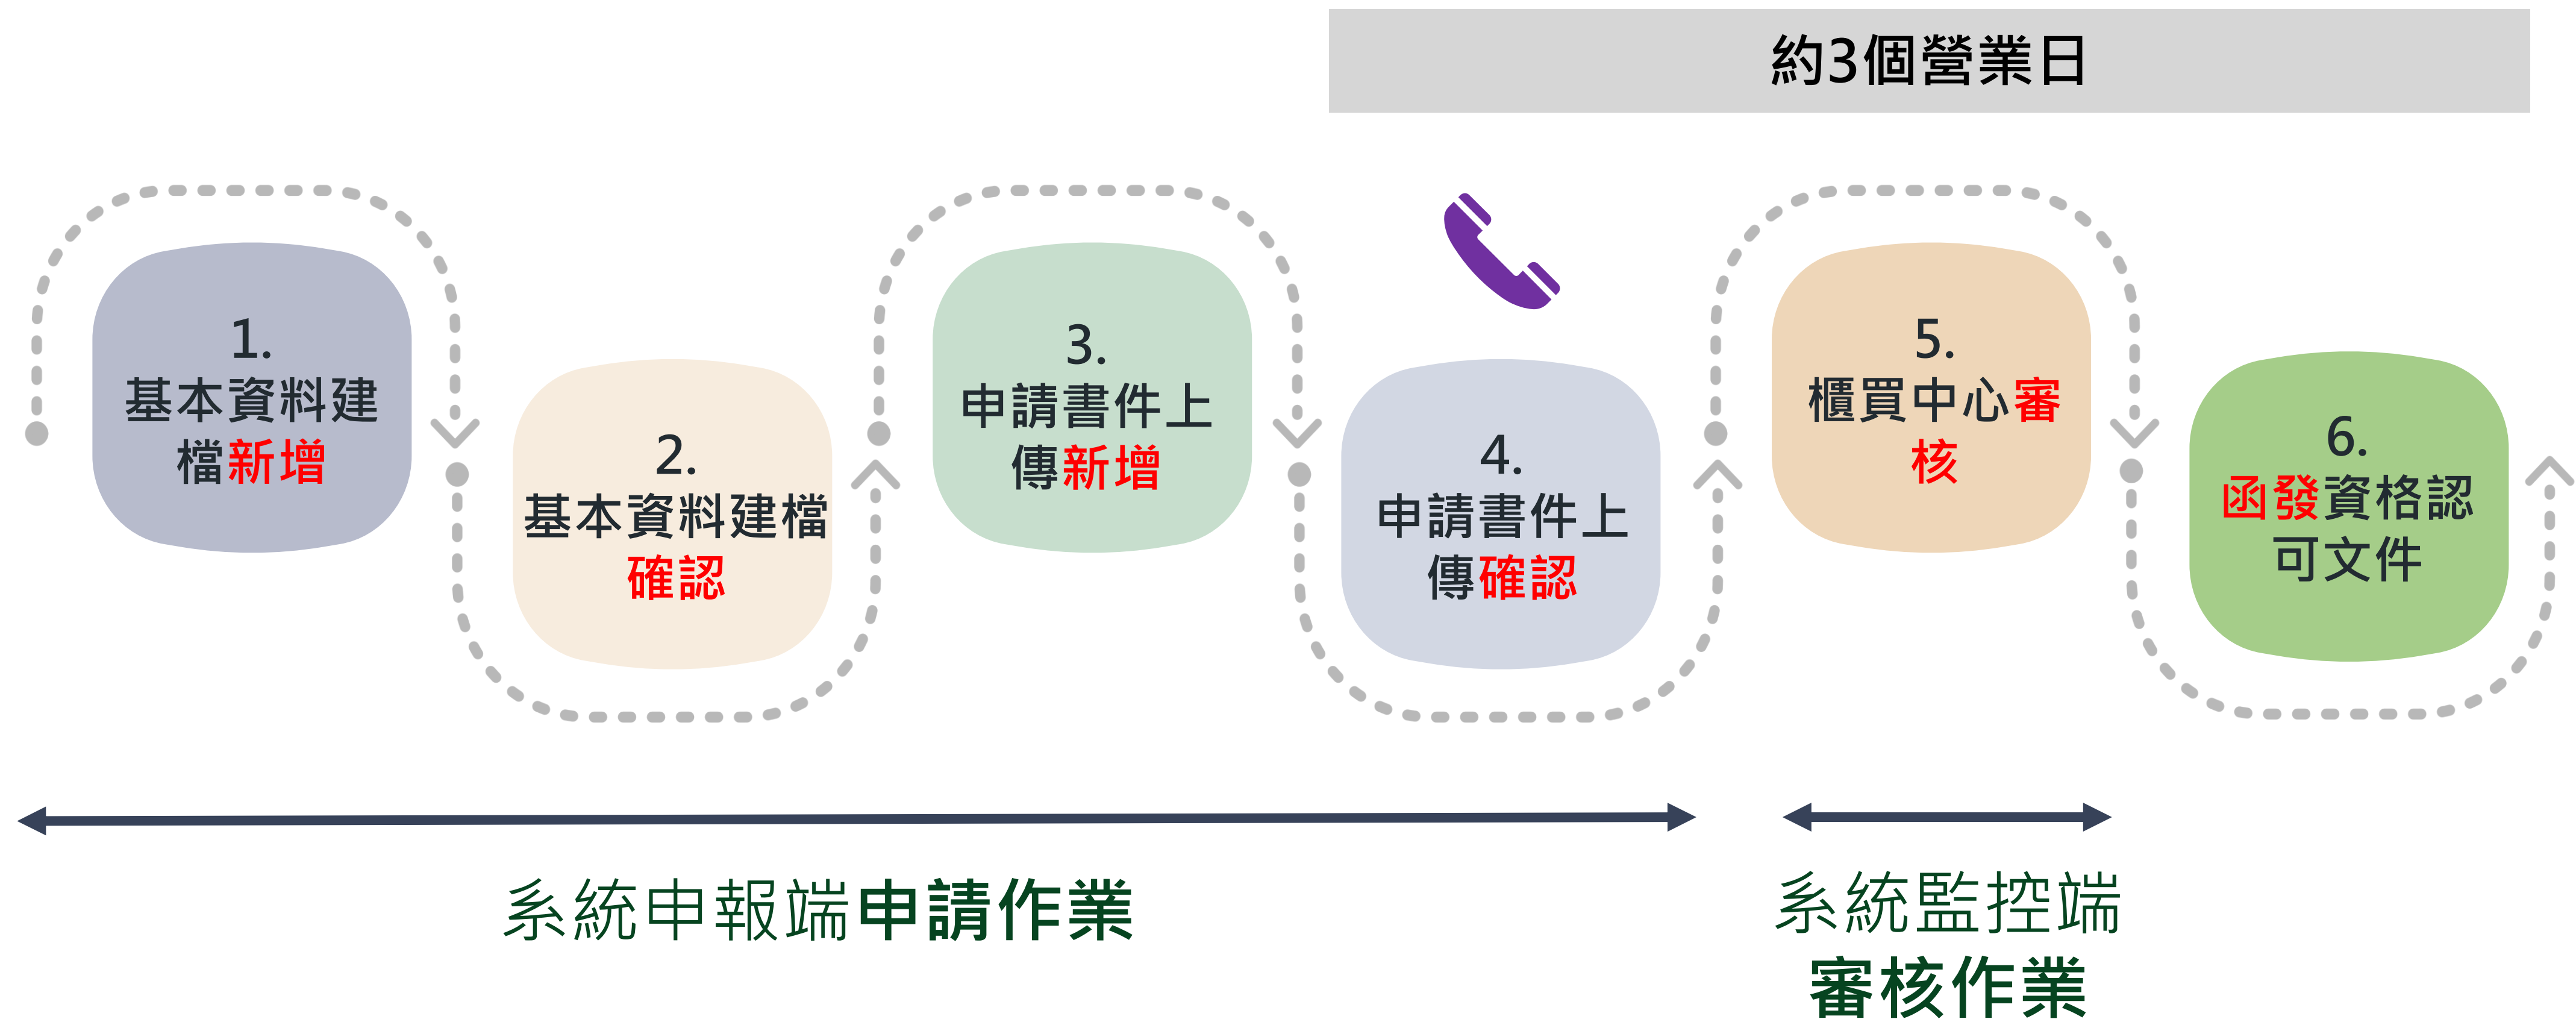 約3個營業日
1.
基本資料建
檔新增
2.
基本資料建檔
確認
3.
申請書件上
傳新增
4.
申請書件上
傳確認
5.
櫃買中心審
核
6.
函發資格認
可文件
系統申報端申請作業
系統監控端
審核作業